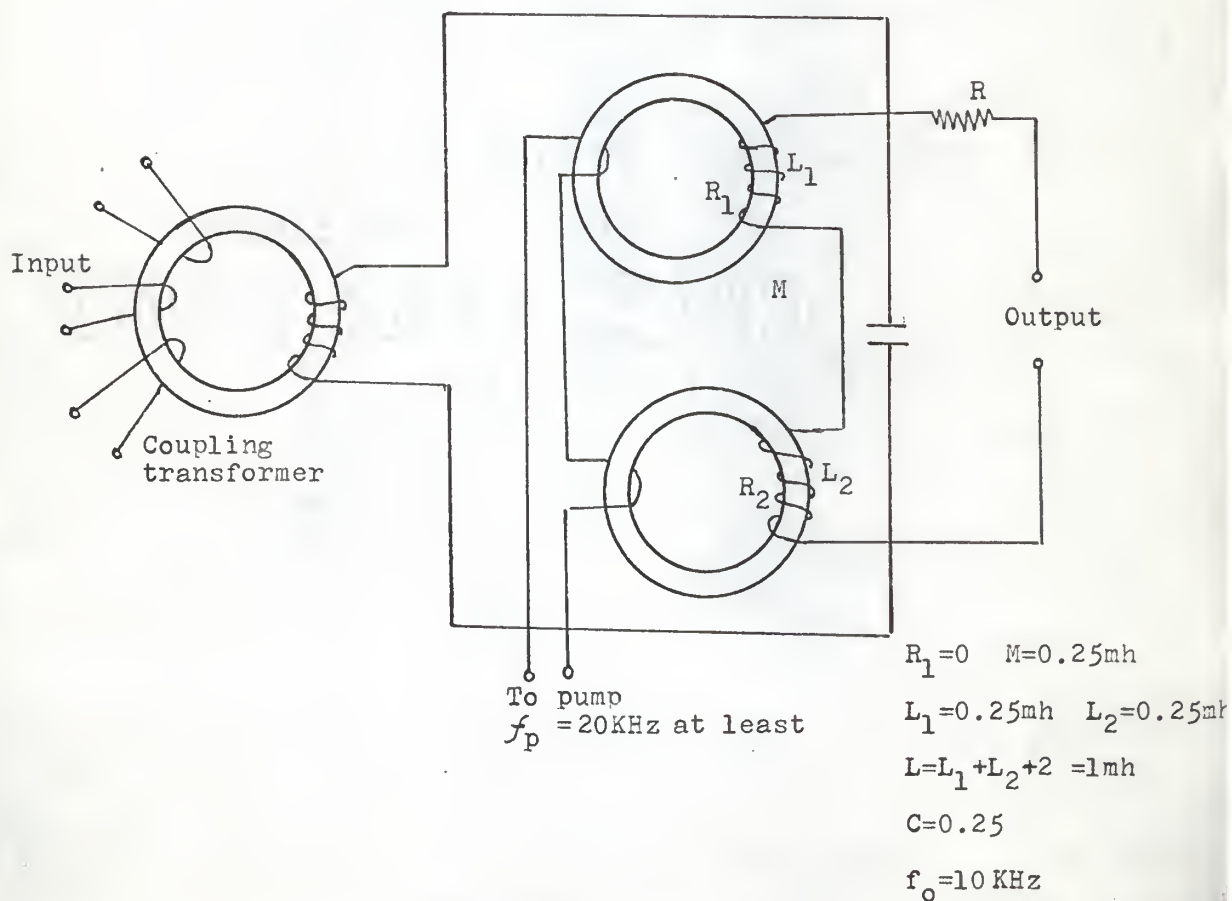 R
L₁
R₁
Input
M
Output
Coupling
transformer
L₂
R₂
To pump
fₚ = 20KHz at least
R₁=0 M=0.25mh
L₁=0.25mh L₂=0.25mh
L=L₁+L₂+2 =1mh
C=0.25
fₒ=10 KHz